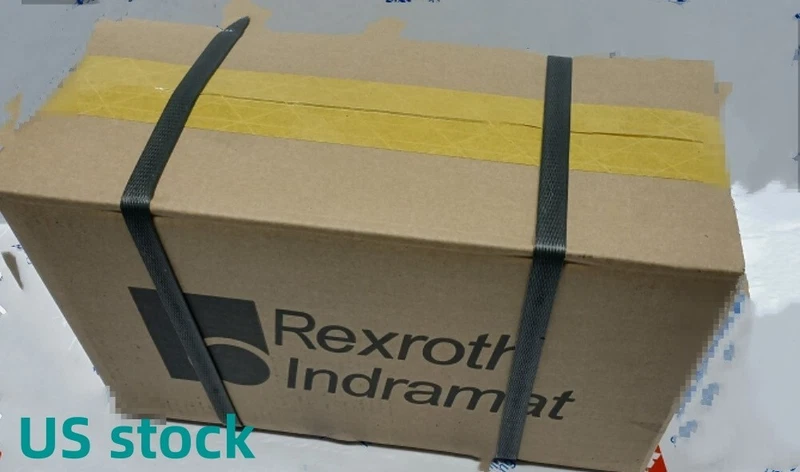 Rexroth
Indramat
US stock